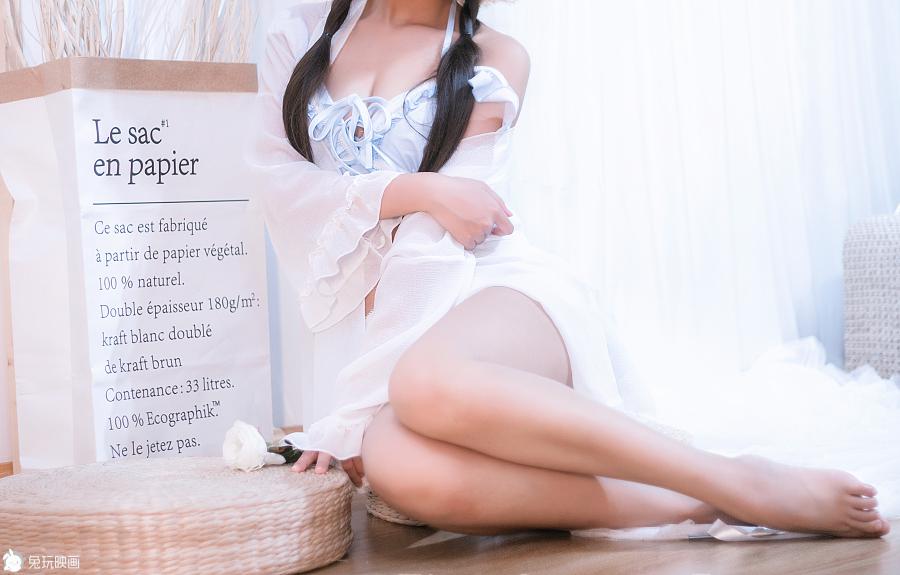 Le sac#1
en papier
Ce sac est fabriqué
à partir de papier végétal.
100 % naturel.
Double épaisseur 180g/m²:
kraft blanc doublé
de kraft brun
Contenance: 33 litres.
100 % Ecographik.™
Ne le jetez pas.
兔玩映画